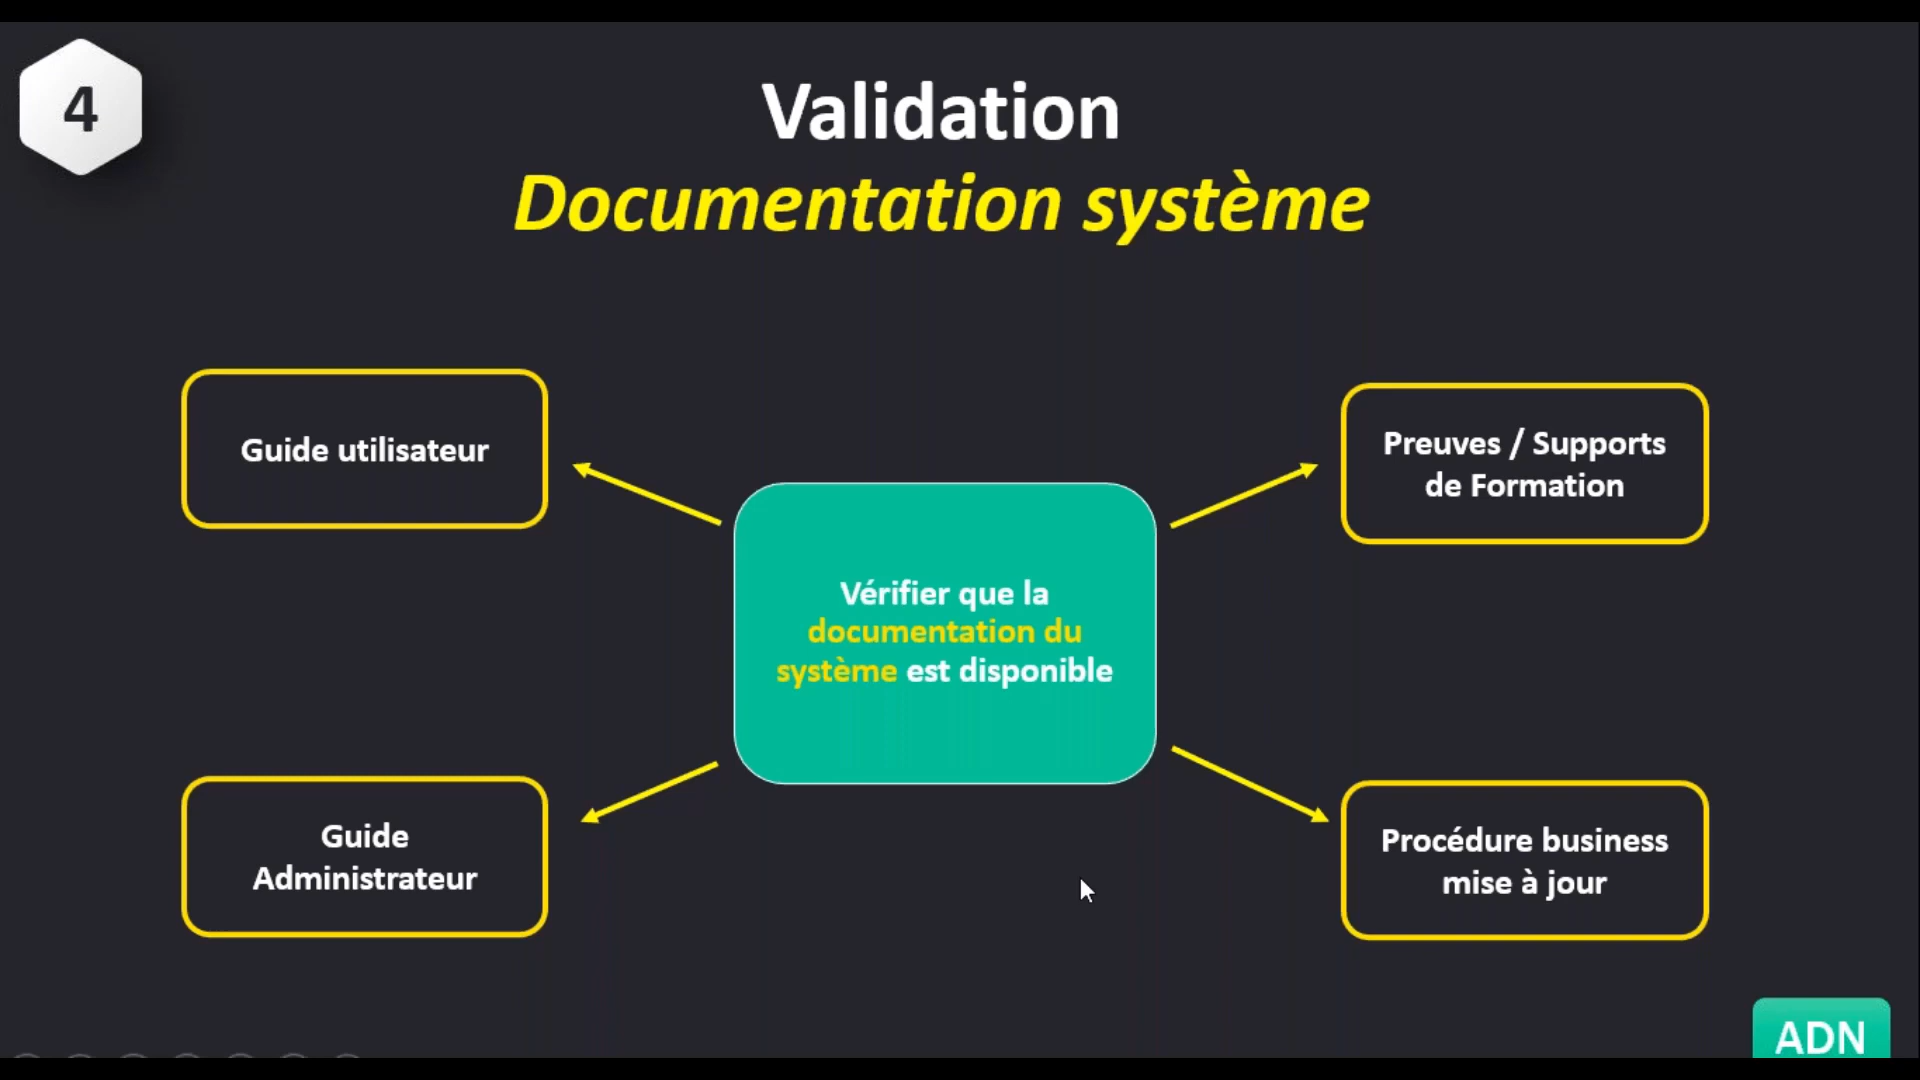 4
Validation
Documentation système
Guide utilisateur
Preuves / Supports
de Formation
Vérifier que la
documentation du
système est disponible
Guide
Administrateur
Procédure business
mise à jour
ADN